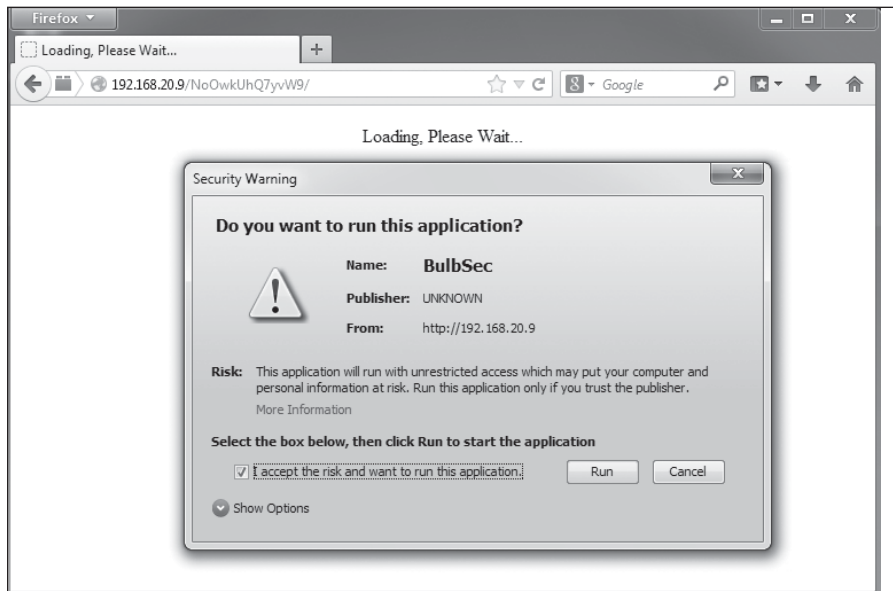 Firefox
Loading, Please Wait...
192.168.20.9/NoOwkUhQ7yvW9/
Google
Loading, Please Wait...
Security Warning
Do you want to run this application?
Name: BulbSec
Publisher: UNKNOWN
From: http://192.168.20.9
Risk: This application will run with unrestricted access which may put your computer and
personal information at risk. Run this application only if you trust the publisher.
More Information
Select the box below, then click Run to start the application
I accept the risk and want to run this application.
Run
Cancel
Show Options